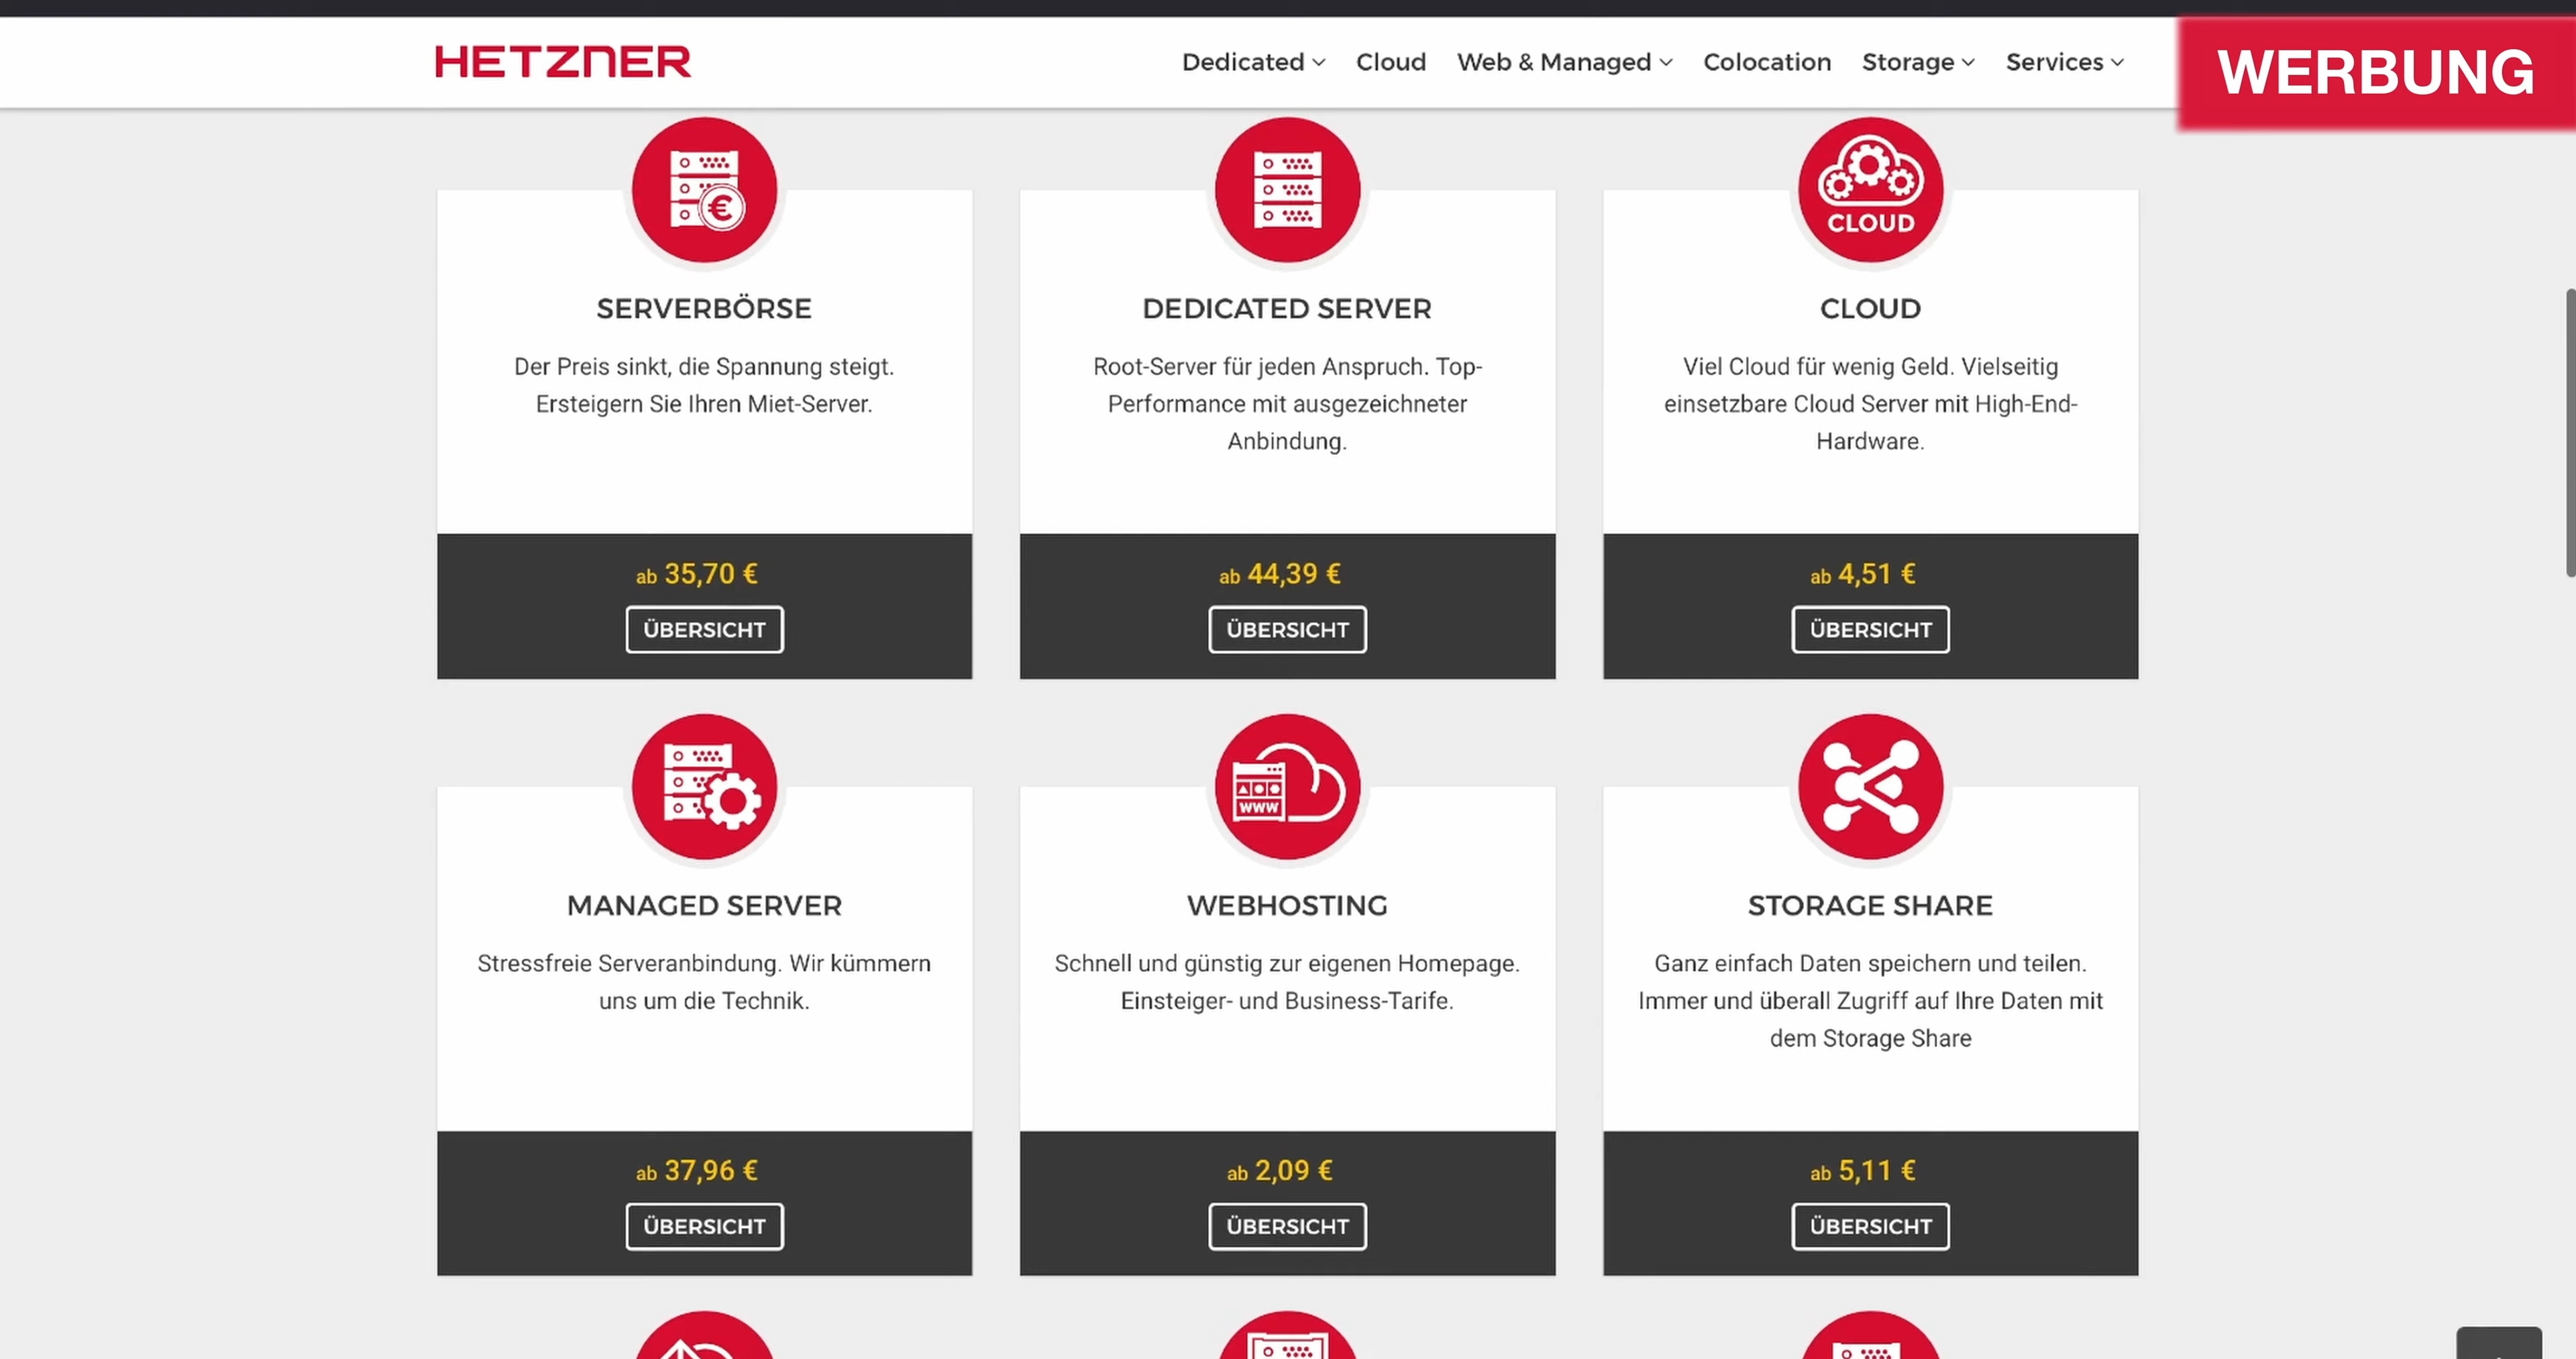 HETZNER
Dedicated Cloud Web & Managed Colocation Storage Services
WERBUNG
€
CLOUD
SERVERBÖRSE
Der Preis sinkt, die Spannung steigt.
Ersteigern Sie Ihren Miet-Server.
ab 35,70 €
ÜBERSICHT
DEDICATED SERVER
Root-Server für jeden Anspruch. Top-
Performance mit ausgezeichneter
Anbindung.
ab 44,39 €
ÜBERSICHT
CLOUD
Viel Cloud für wenig Geld. Vielseitig
einsetzbare Cloud Server mit High-End-
Hardware.
ab 4,51 €
ÜBERSICHT
MANAGED SERVER
Stressfreie Serveranbindung. Wir kümmern
uns um die Technik.
ab 37,96 €
ÜBERSICHT
www
WEBHOSTING
Schnell und günstig zur eigenen Homepage.
Einsteiger- und Business-Tarife.
ab 2,09 €
ÜBERSICHT
STORAGE SHARE
Ganz einfach Daten speichern und teilen.
Immer und überall Zugriff auf Ihre Daten mit
dem Storage Share
ab 5,11 €
ÜBERSICHT